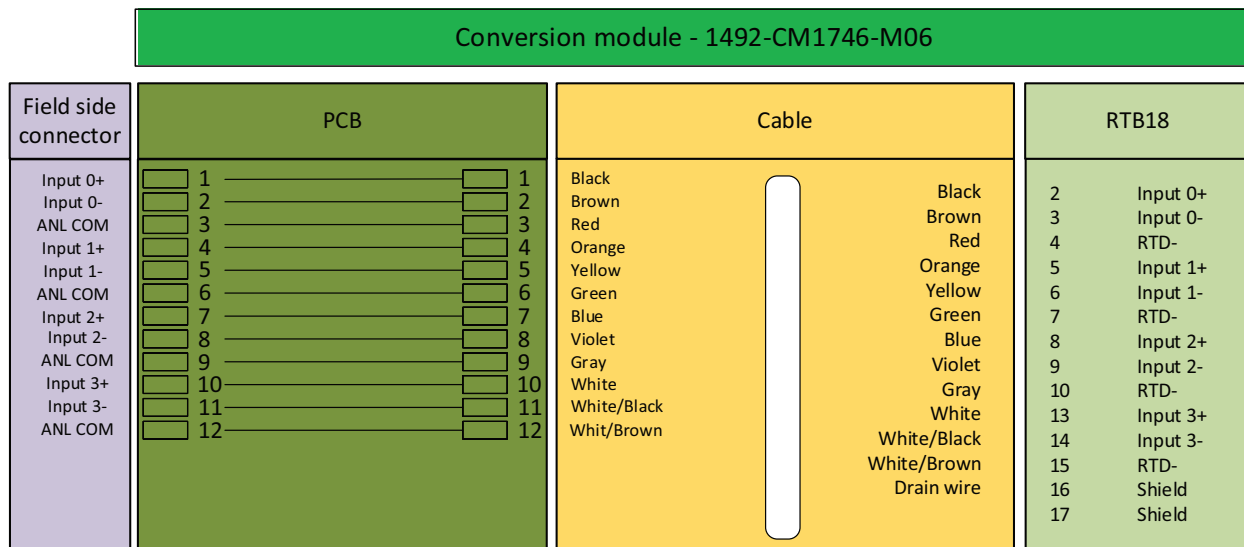 Conversion module - 1492-CM1746-M06
Field side
connector
PCB
Cable
RTB18
Input 0+ 1 1 Black Black 2 Input 0+
Input 0- 2 2 Brown Brown 3 Input 0-
ANL COM 3 3 Red Red 4 RTD-
Input 1+ 4 4 Orange Orange 5 Input 1+
Input 1- 5 5 Yellow Yellow 6 Input 1-
ANL COM 6 6 Green Green 7 RTD-
Input 2+ 7 7 Blue Blue 8 Input 2+
Input 2- 8 8 Violet Violet 9 Input 2-
ANL COM 9 9 Gray Gray 10 RTD-
Input 3+ 10 10 White White 13 Input 3+
Input 3- 11 11 White/Black White/Black 14 Input 3-
ANL COM 12 12 Whit/Brown White/Brown 15 RTD-
Drain wire 16 Shield
17 Shield